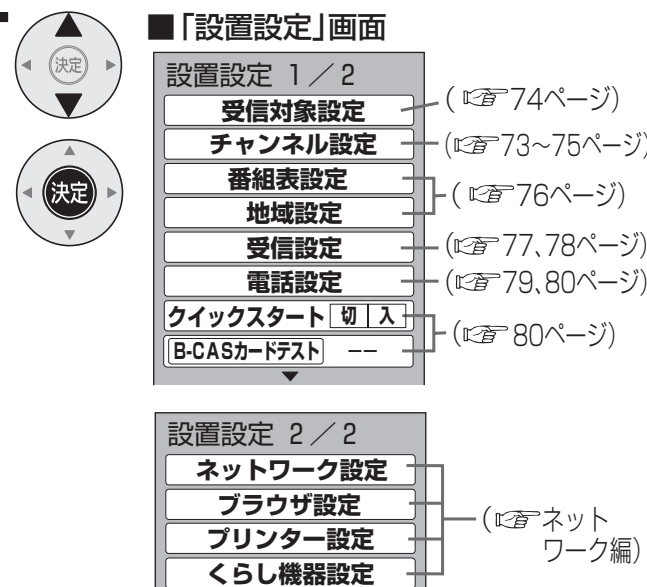 決定
■「設置設定」画面
設置設定 1／2
受信対象設定 (☞74ページ)
チャンネル設定 (☞73~75ページ)
番組表設定
地域設定
(☞76ページ)
受信設定 (☞77、78ページ)
電話設定 (☞79、80ページ)
クイックスタート 切 入
B-CASカードテスト −−
(☞80ページ)
決定
設置設定 2／2
ネットワーク設定
ブラウザ設定
プリンター設定
くらし機器設定
(☞ネット
ワーク編)